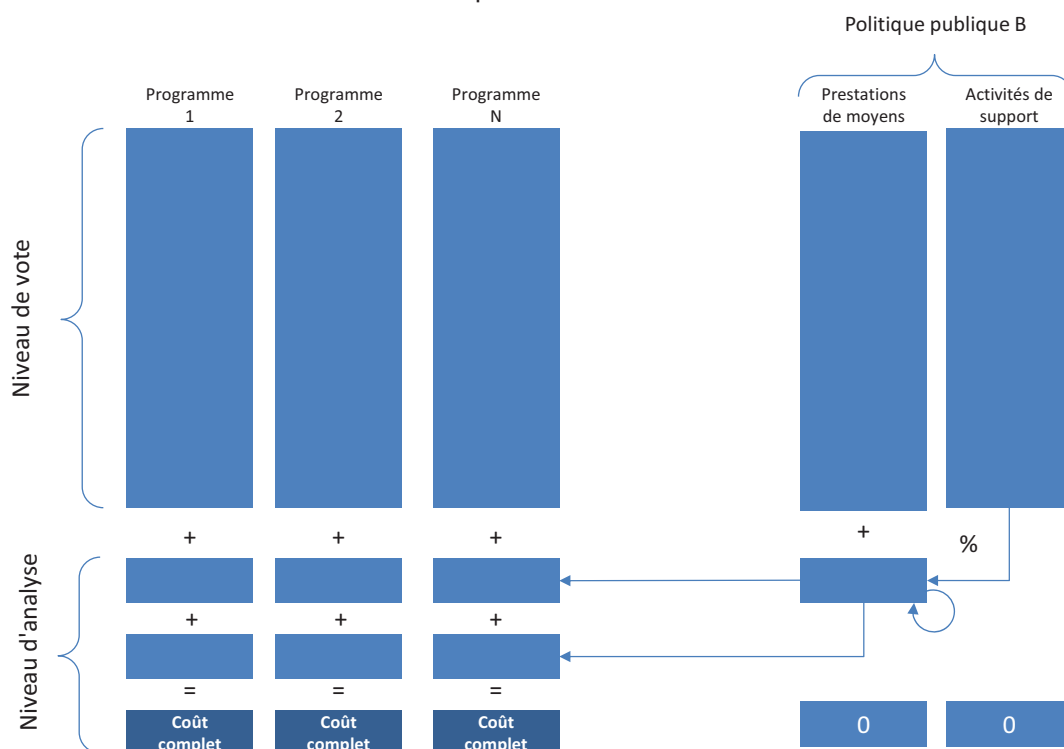 Politique publique B
Programme
1
Programme
2
Programme
N
Prestations
de moyens
Activités de
support
Niveau de vote
+
+
+
+
%
Niveau d'analyse
+
+
+
=
=
=
Coût
complet
Coût
complet
Coût
complet
0
0